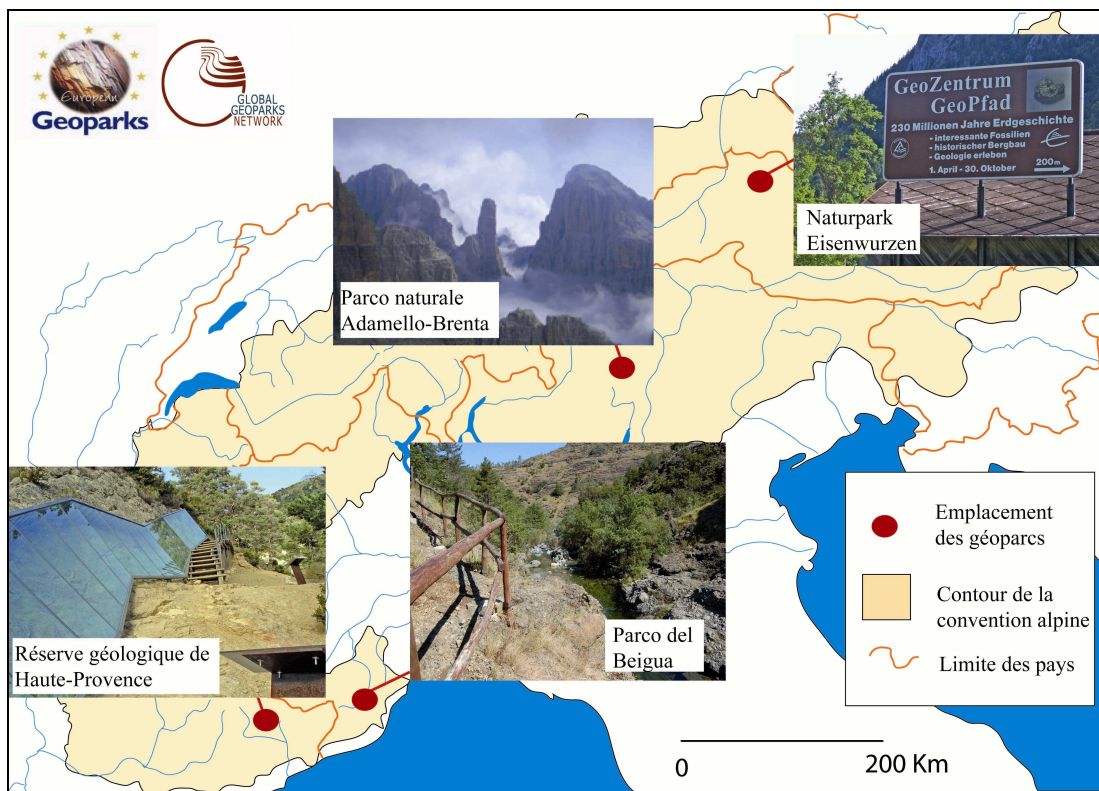 European
Geoparks
GLOBAL
GEOPARKS
NETWORK
GeoZentrum
GeoPfad
230 Millionen Jahre Erdgeschichte
- interessante Fossilien
- historischer Bergbau
- Geologie erleben
1. April - 30. Oktober
200m
Naturpark
Eisenwurzen
Parco naturale
Adamello-Brenta
Réserve géologique de
Haute-Provence
Parco del
Beigua
Emplacement
des géoparcs
Contour de la
convention alpine
Limite des pays
0 200 Km